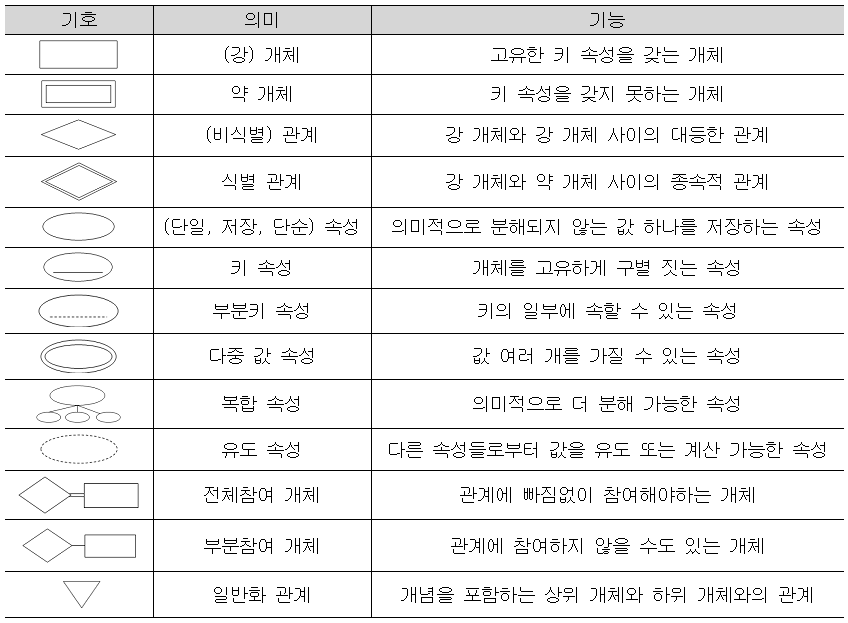 기호 의미 기능
(강) 개체 고유한 키 속성을 갖는 개체
약 개체 키 속성을 갖지 못하는 개체
(비식별) 관계 강 개체와 강 개체 사이의 대등한 관계
식별 관계 강 개체와 약 개체 사이의 종속적 관계
(단일, 저장, 단순) 속성 의미적으로 분해되지 않는 값 하나를 저장하는 속성
키 속성 개체를 고유하게 구별 짓는 속성
부분키 속성 키의 일부에 속할 수 있는 속성
다중 값 속성 값 여러 개를 가질 수 있는 속성
복합 속성 의미적으로 더 분해 가능한 속성
유도 속성 다른 속성들로부터 값을 유도 또는 계산 가능한 속성
전체참여 개체 관계에 빠짐없이 참여해야하는 개체
부분참여 개체 관계에 참여하지 않을 수도 있는 개체
일반화 관계 개념을 포함하는 상위 개체와 하위 개체와의 관계